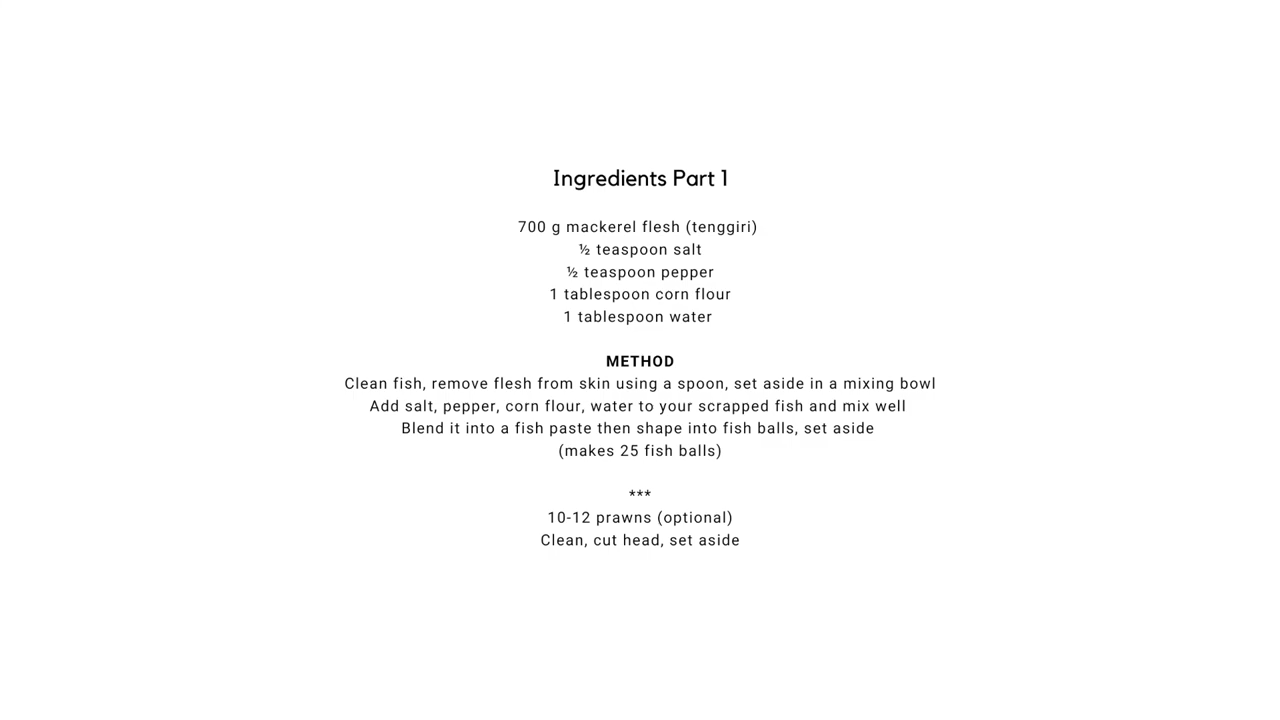 Ingredients Part 1
700 g mackerel flesh (tenggiri)
½ teaspoon salt
½ teaspoon pepper
1 tablespoon corn flour
1 tablespoon water
METHOD
Clean fish, remove flesh from skin using a spoon, set aside in a mixing bowl
Add salt, pepper, corn flour, water to your scrapped fish and mix well
Blend it into a fish paste then shape into fish balls, set aside
(makes 25 fish balls)
***
10-12 prawns (optional)
Clean, cut head, set aside